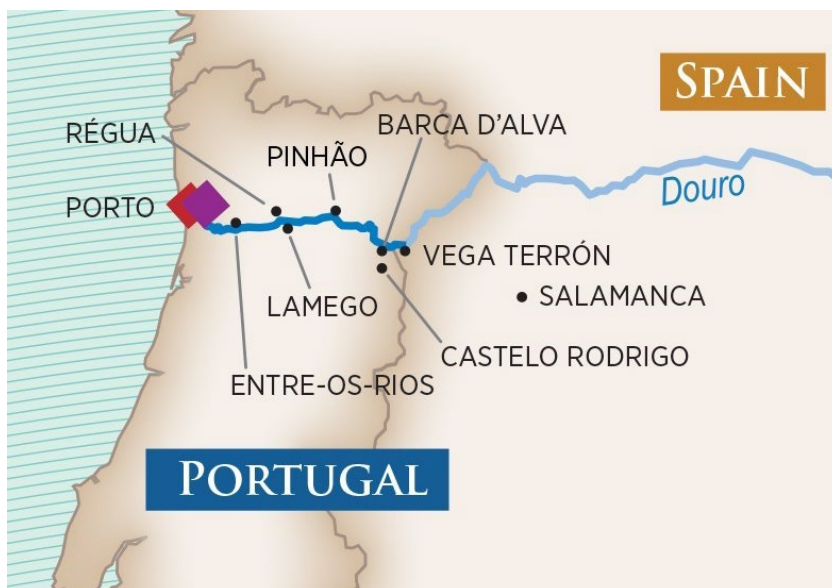 SPAIN
RÉGUA
BARCA D'ALVA
PINHÃO
Douro
PORTO
VEGA TERRÓN
SALAMANCA
LAMEGO
CASTELO RODRIGO
ENTRE-OS-RIOS
PORTUGAL